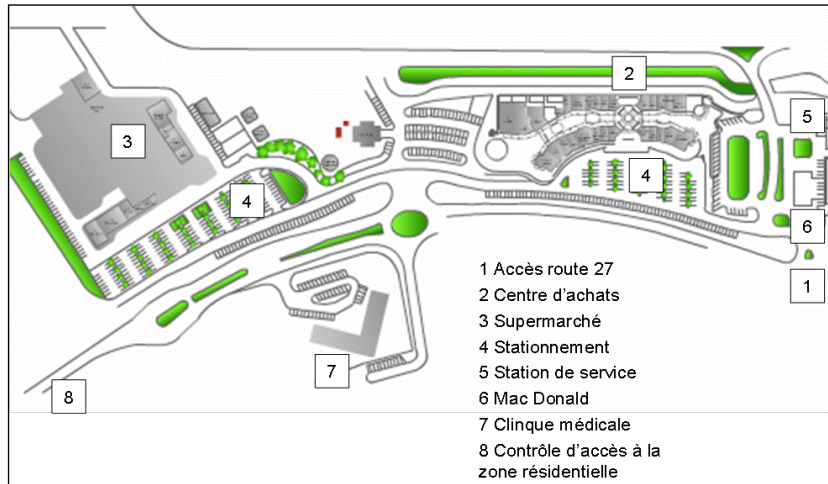 2
5
3
4
4
6
1
7
8
1 Accès route 27
2 Centre d'achats
3 Supermarché
4 Stationnement
5 Station de service
6 Mac Donald
7 Clinque médicale
8 Contrôle d'accès à la
zone résidentielle